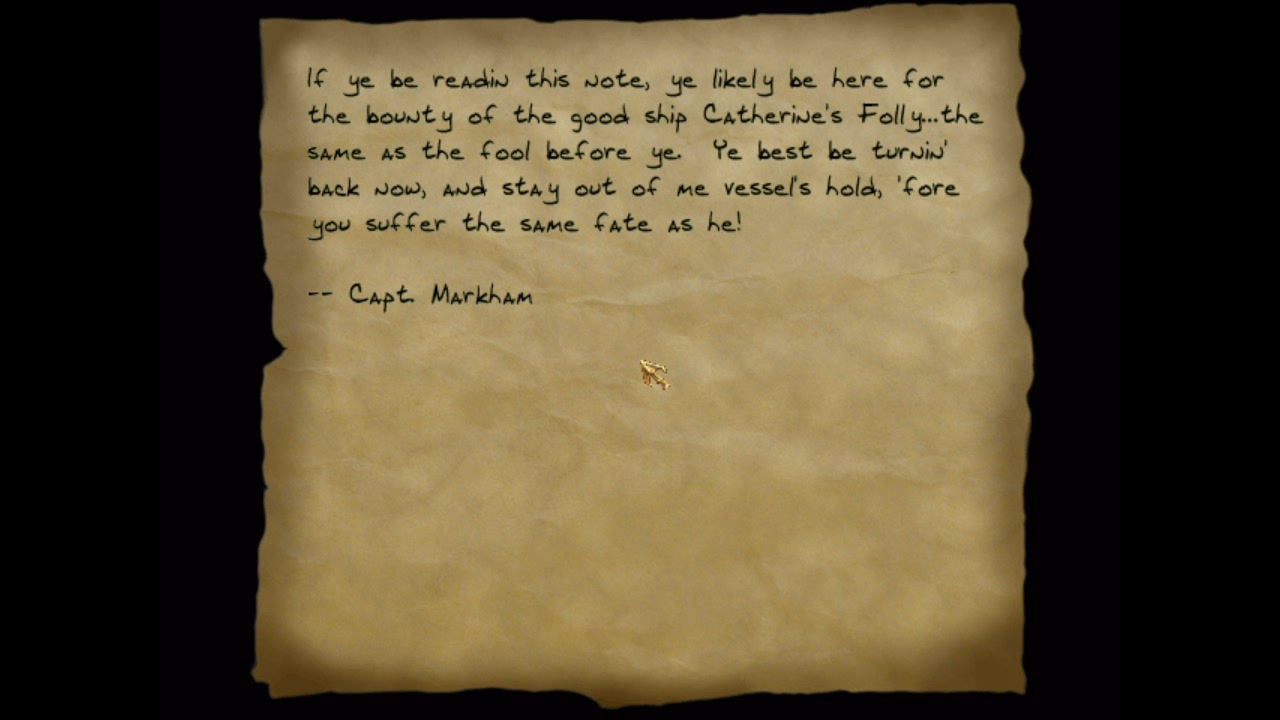 If ye be readin this note, ye likely be here for
the bounty of the good ship Catherine's Folly...the
same as the fool before ye.  Ye best be turnin'
back now, and stay out of me vessel's hold, 'fore
you suffer the same fate as he!
-- Capt. Markham